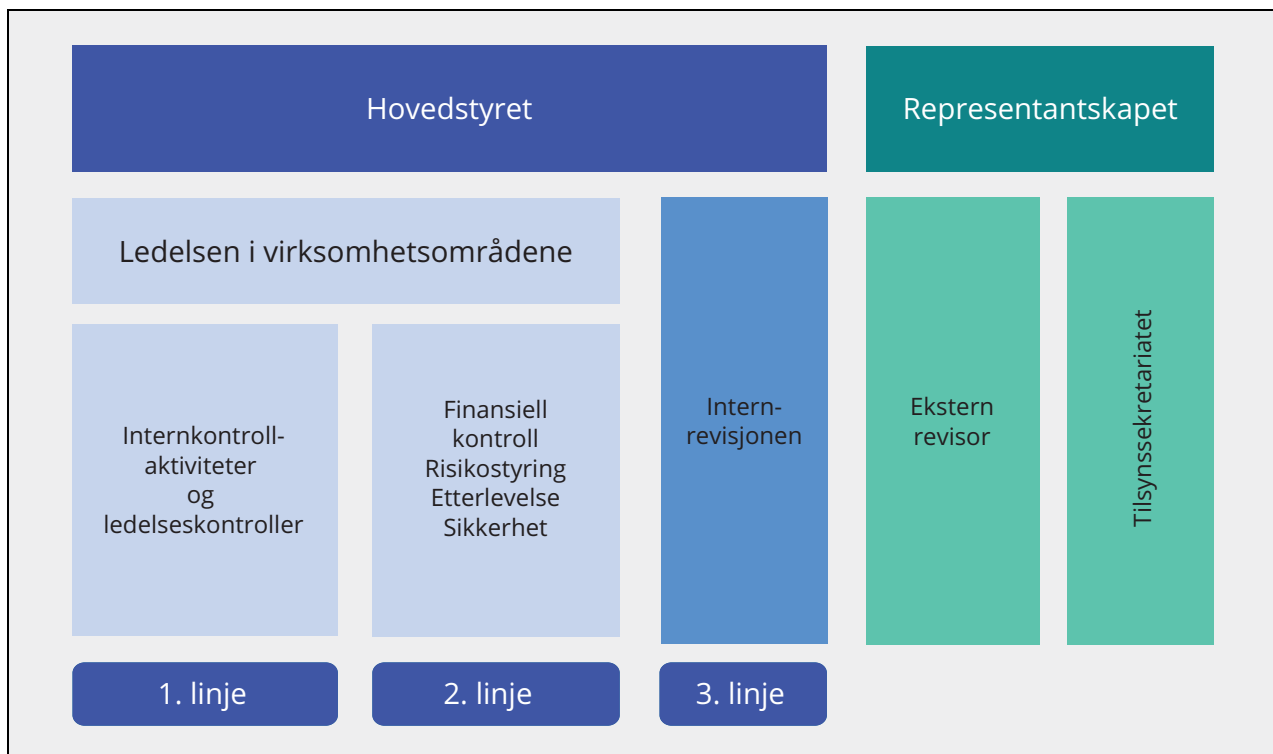 Hovedstyret
Representantskapet
Ledelsen i virksomhetsområdene
Internkontroll-
aktiviteter
og
ledelseskontroller
Finansiell
kontroll
Risikostyring
Etterlevelse
Sikkerhet
Intern-
revisjonen
Ekstern
revisor
Tilsynssekretariatet
1. linje
2. linje
3. linje